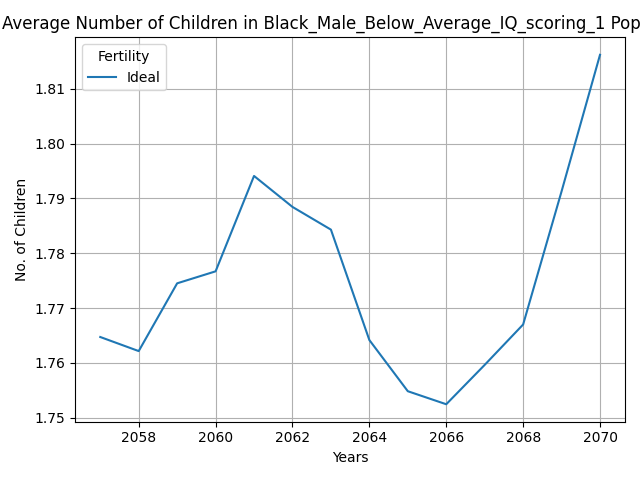 Average Number of Children in Black_Male_Below_Average_IQ_scoring_1 Pop
Fertility
Ideal
1.81
1.80
1.79
1.78
1.77
1.76
1.75
No. of Children
2058 2060 2062 2064 2066 2068 2070
Years